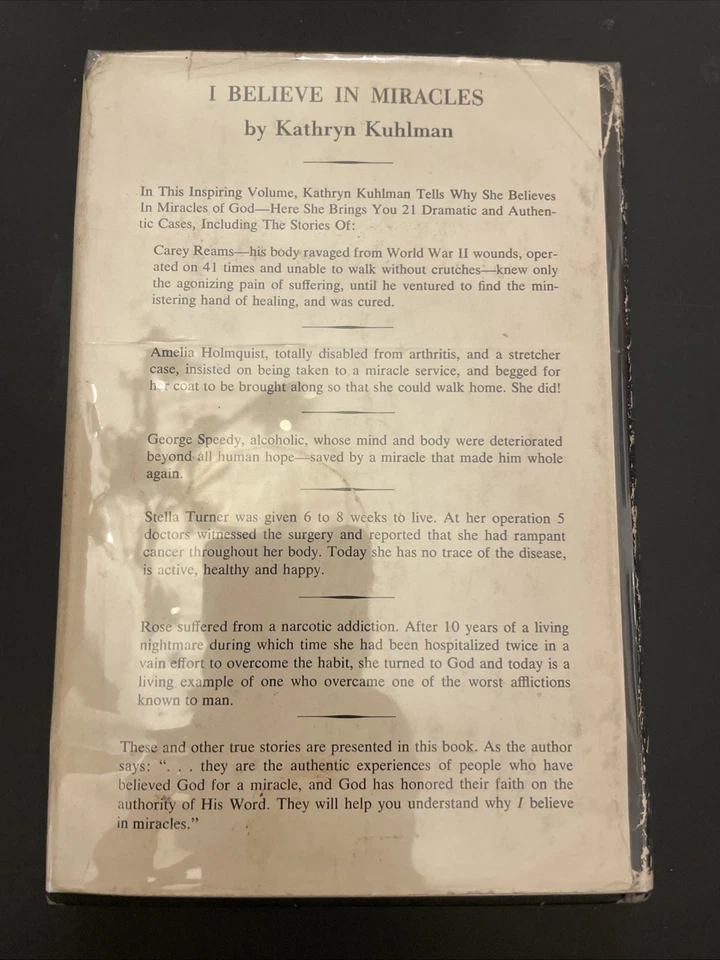 I BELIEVE IN MIRACLES
by Kathryn Kuhlman
In This Inspiring Volume, Kathryn Kuhlman Tells Why She Believes
In Miracles of God—Here She Brings You 21 Dramatic and Authen-
tic Cases, Including The Stories Of:
Carey Reams—his body ravaged from World War II wounds, oper-
ated on 41 times and unable to walk without crutches—knew only
the agonizing pain of suffering, until he ventured to find the min-
istering hand of healing, and was cured.
Amelia Holmquist, totally disabled from arthritis, and a stretcher
case, insisted on being taken to a miracle service, and begged for
her coat to be brought along so that she could walk home. She did!
George Speedy, alcoholic, whose mind and body were deteriorated
beyond all human hope—saved by a miracle that made him whole
again.
Stella Turner was given 6 to 8 weeks to live. At her operation 5
doctors witnessed the surgery and reported that she had rampant
cancer throughout her body. Today she has no trace of the disease,
is active, healthy and happy.
Rose suffered from a narcotic addiction. After 10 years of a living
nightmare during which time she had been hospitalized twice in a
vain effort to overcome the habit, she turned to God and today is a
living example of one who overcame one of the worst afflictions
known to man.
These and other true stories are presented in this book. As the author
says: “. . . they are the authentic experiences of people who have
believed God for a miracle, and God has honored their faith on the
authority of His Word. They will help you understand why I believe
in miracles.”